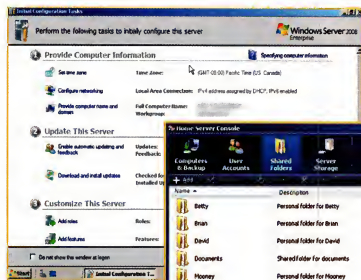 Initial Configuration Tasks
Perform the following tasks to initially configure this server
Windows Server 2008
Enterprise
1 Provide Computer Information
Specifying computer information
Set time zone
Time Zone:
(GMT-08:00) Pacific Time (US Canada)
Configure networking
Local Area Connection:
IPv4 address assigned by DHCP, IPv6 enabled
Provide computer name and domain
Full Computer Name:
Workgroup:
2 Update This Server
Enable automatic updating and feedback
Updates:
Feedback:
Download and install updates
Checked for
Installed Up
3 Customize This Server
Add roles
Roles:
Add features
Features:
Do not show this window at logon
Start
Initial Configuration T...
Home Server Console
Computers & Backup
User Accounts
Shared Folders
Server Storage
+ Add
Name
Description
Betty
Personal folder for Betty
Brian
Personal folder for Brian
David
Personal folder for David
Documents
Shared folder for documents
Mooney
Personal folder for Mooney